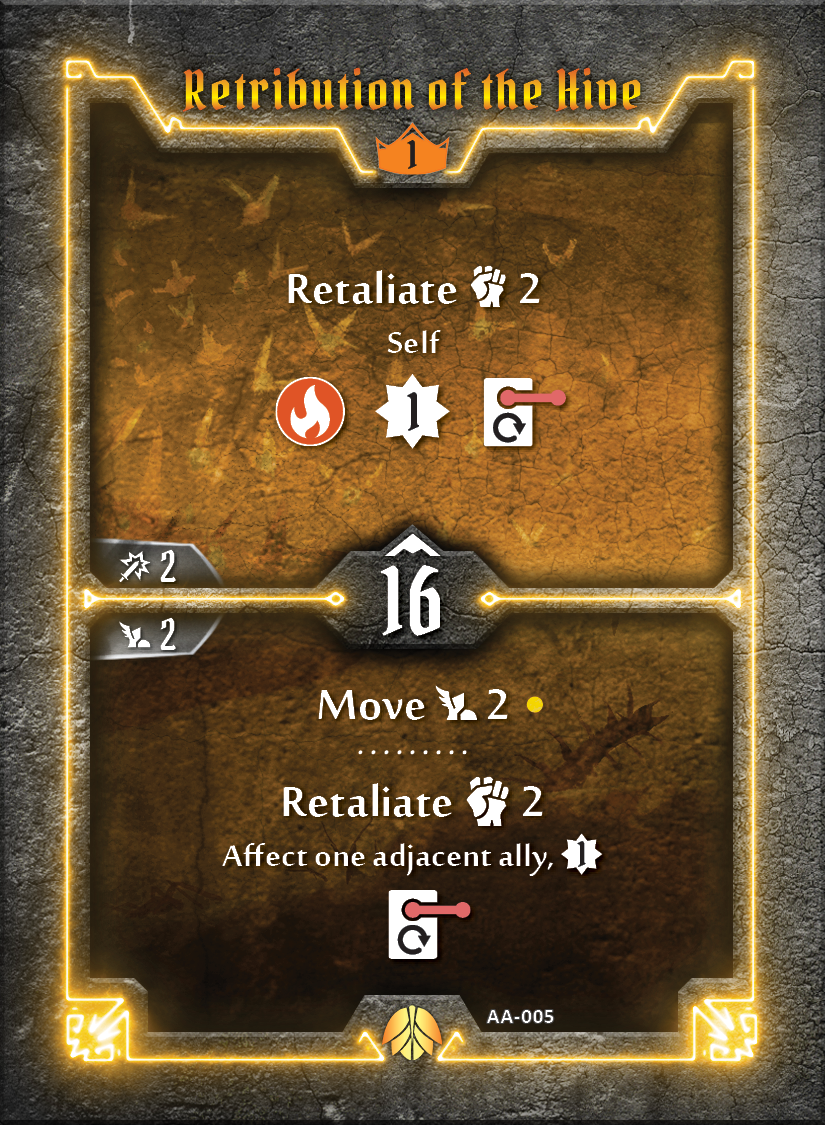 Retribution of the Hive
1
Retaliate 2
Self
1
2
16
2
Move 2
.........
Retaliate 2
Affect one adjacent ally, 1
AA-005